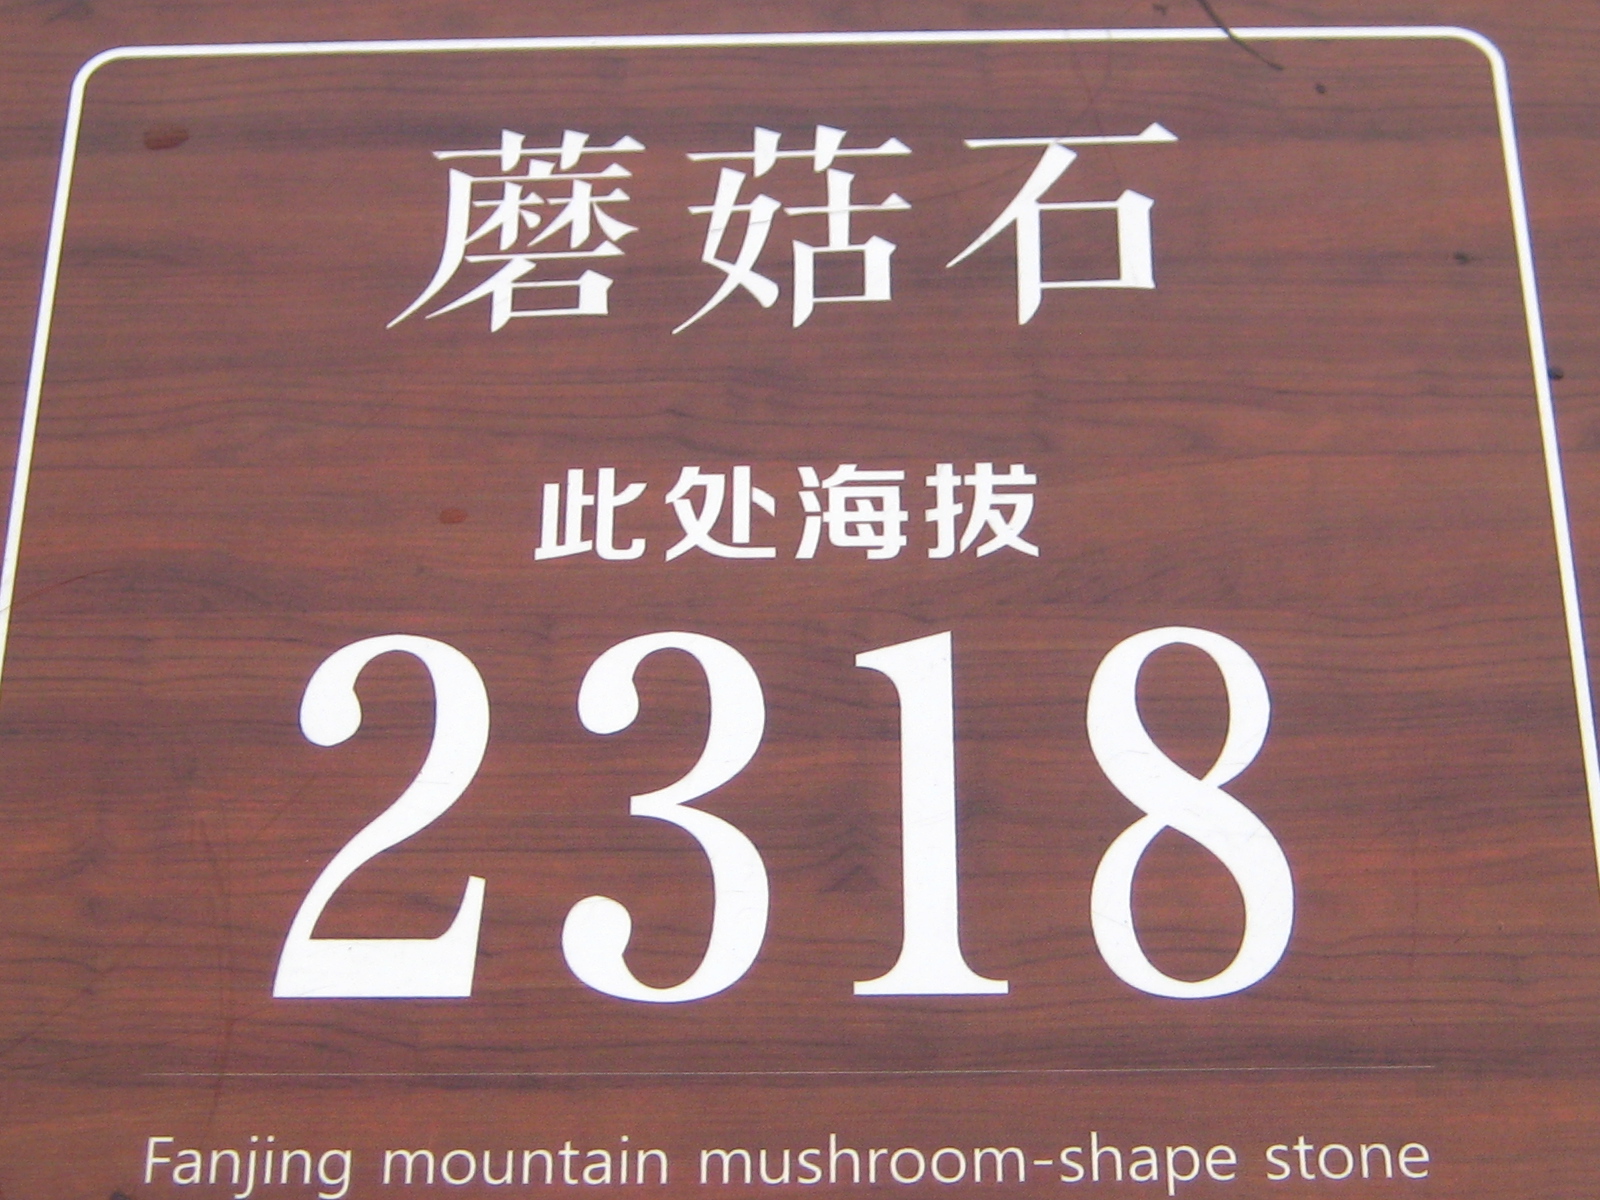 蘑菇石
此处海拔
2318
Fanjing mountain mushroom-shape stone